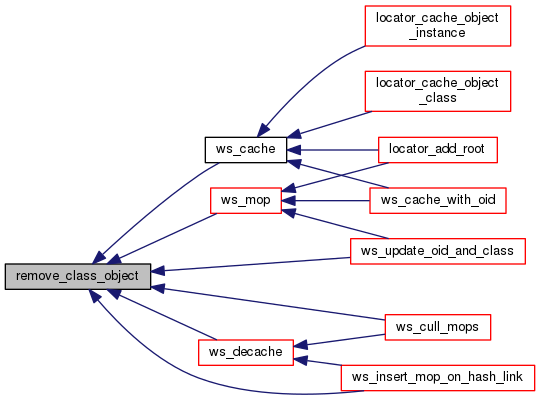 locator_cache_object
_instance
locator_cache_object
_class
ws_cache
locator_add_root
ws_mop
ws_cache_with_oid
ws_update_oid_and_class
remove_class_object
ws_cull_mops
ws_decache
ws_insert_mop_on_hash_link